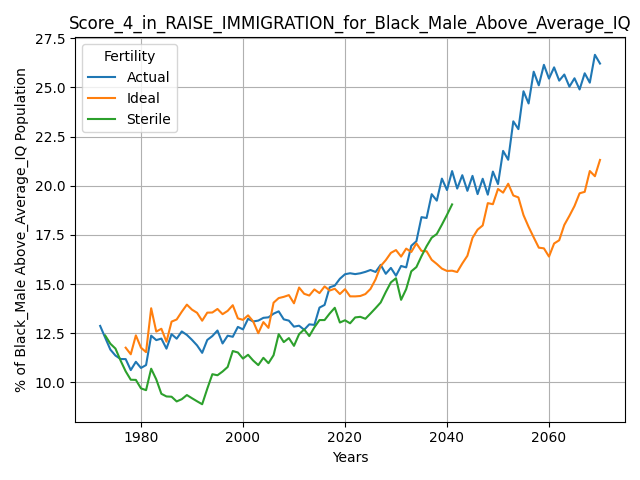 Score_4_in_RAISE_IMMIGRATION_for_Black_Male_Above_Average_IQ
27.5
25.0
22.5
20.0
17.5
15.0
12.5
10.0
% of Black_Male Above_Average_IQ Population
Fertility
Actual
Ideal
Sterile
1980
2000
2020
2040
2060
Years